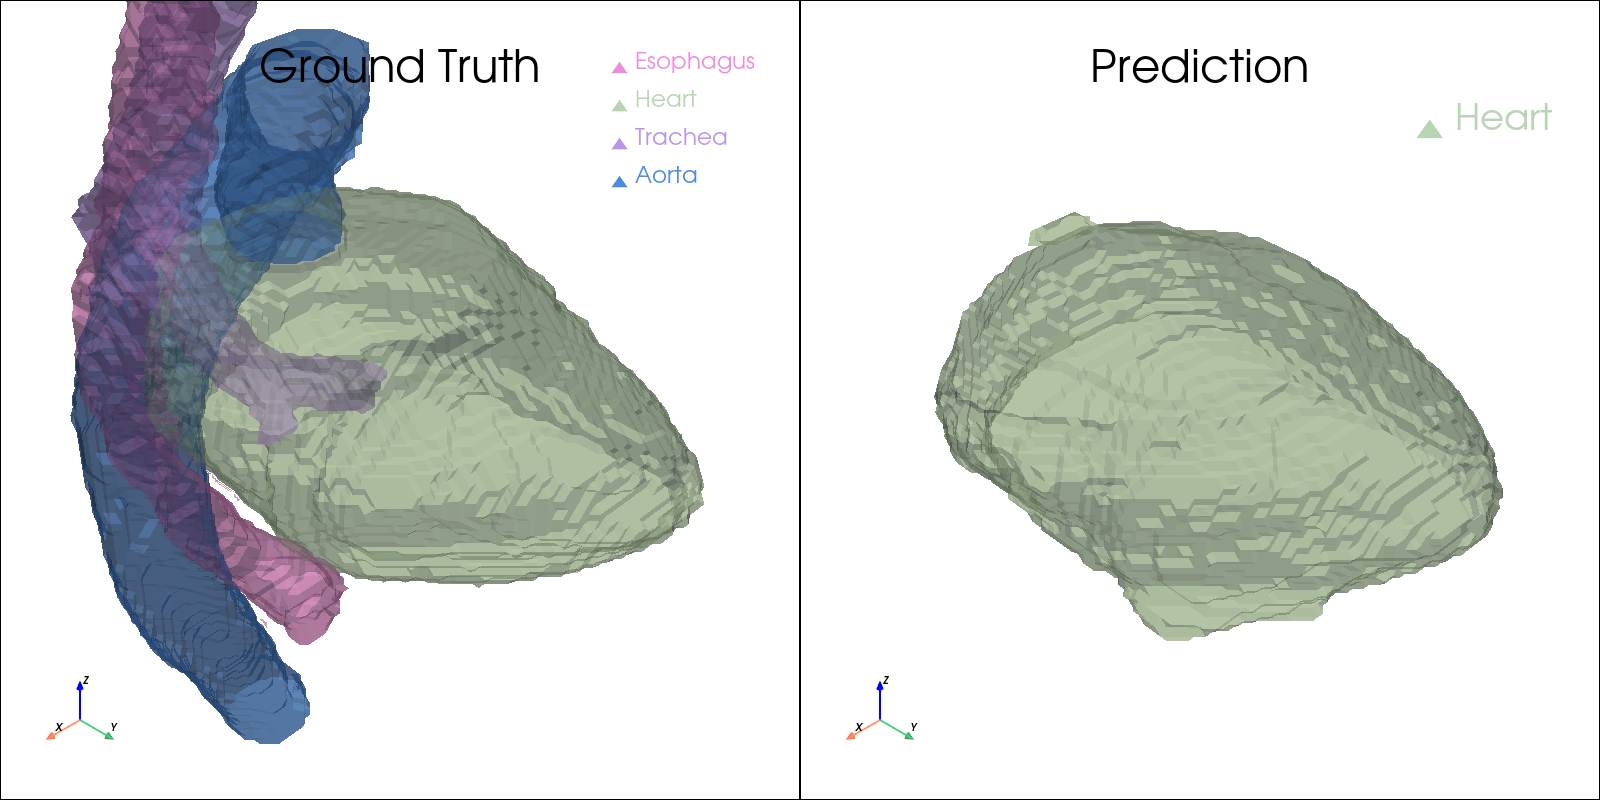 Ground Truth
Esophagus
Heart
Trachea
Aorta
Z
X
Y
Prediction
Heart
Z
X
Y